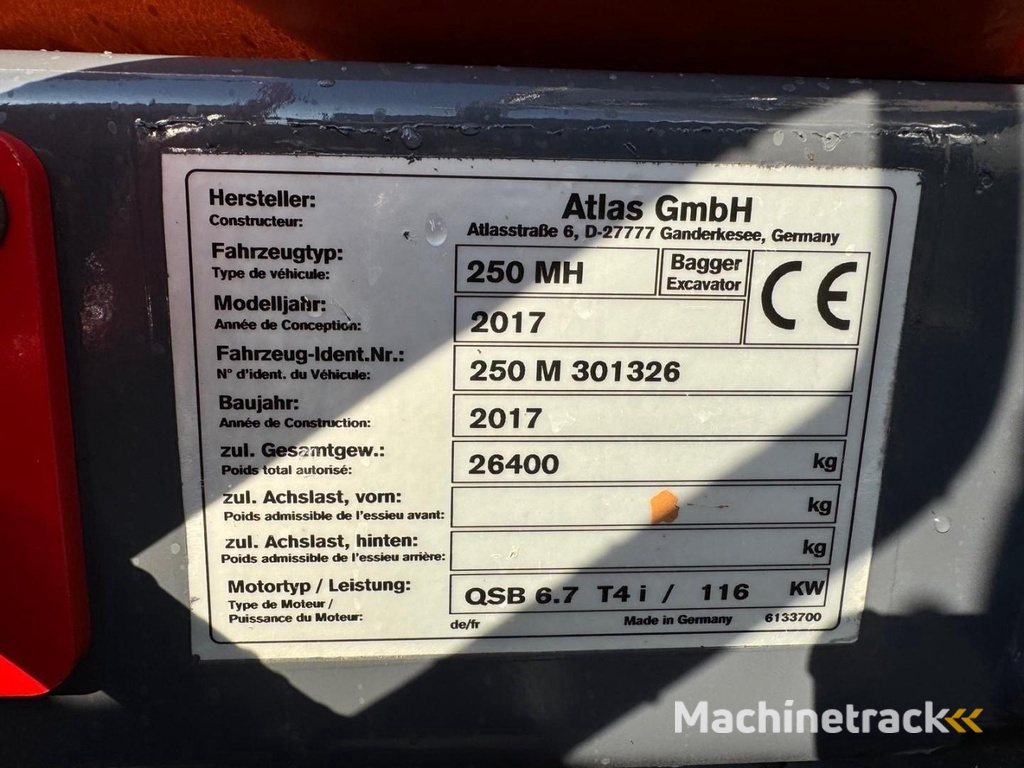 Hersteller:
Constructeur:
Atlas GmbH
Atlasstraße 6, D-27777 Ganderkesee, Germany
Fahrzeugtyp:
Type de véhicule:
250 MH
Bagger
Excavator
CE
Modelljahr:
Année de Conception:
2017
Fahrzeug-Ident.Nr.:
N° d'ident. du Véhicule:
250 M 301326
Baujahr:
Année de Construction:
2017
zul. Gesamtgew.:
Poids total autorisé:
26400 kg
zul. Achslast, vorn:
Poids admissible de l'essieu avant:
kg
zul. Achslast, hinten:
Poids admissible de l'essieu arrière:
kg
Motortyp / Leistung:
Type de Moteur /
Puissance du Moteur:
QSB 6.7 T4 i / 116 KW
de/fr
Made in Germany
6133700
Machinetrack